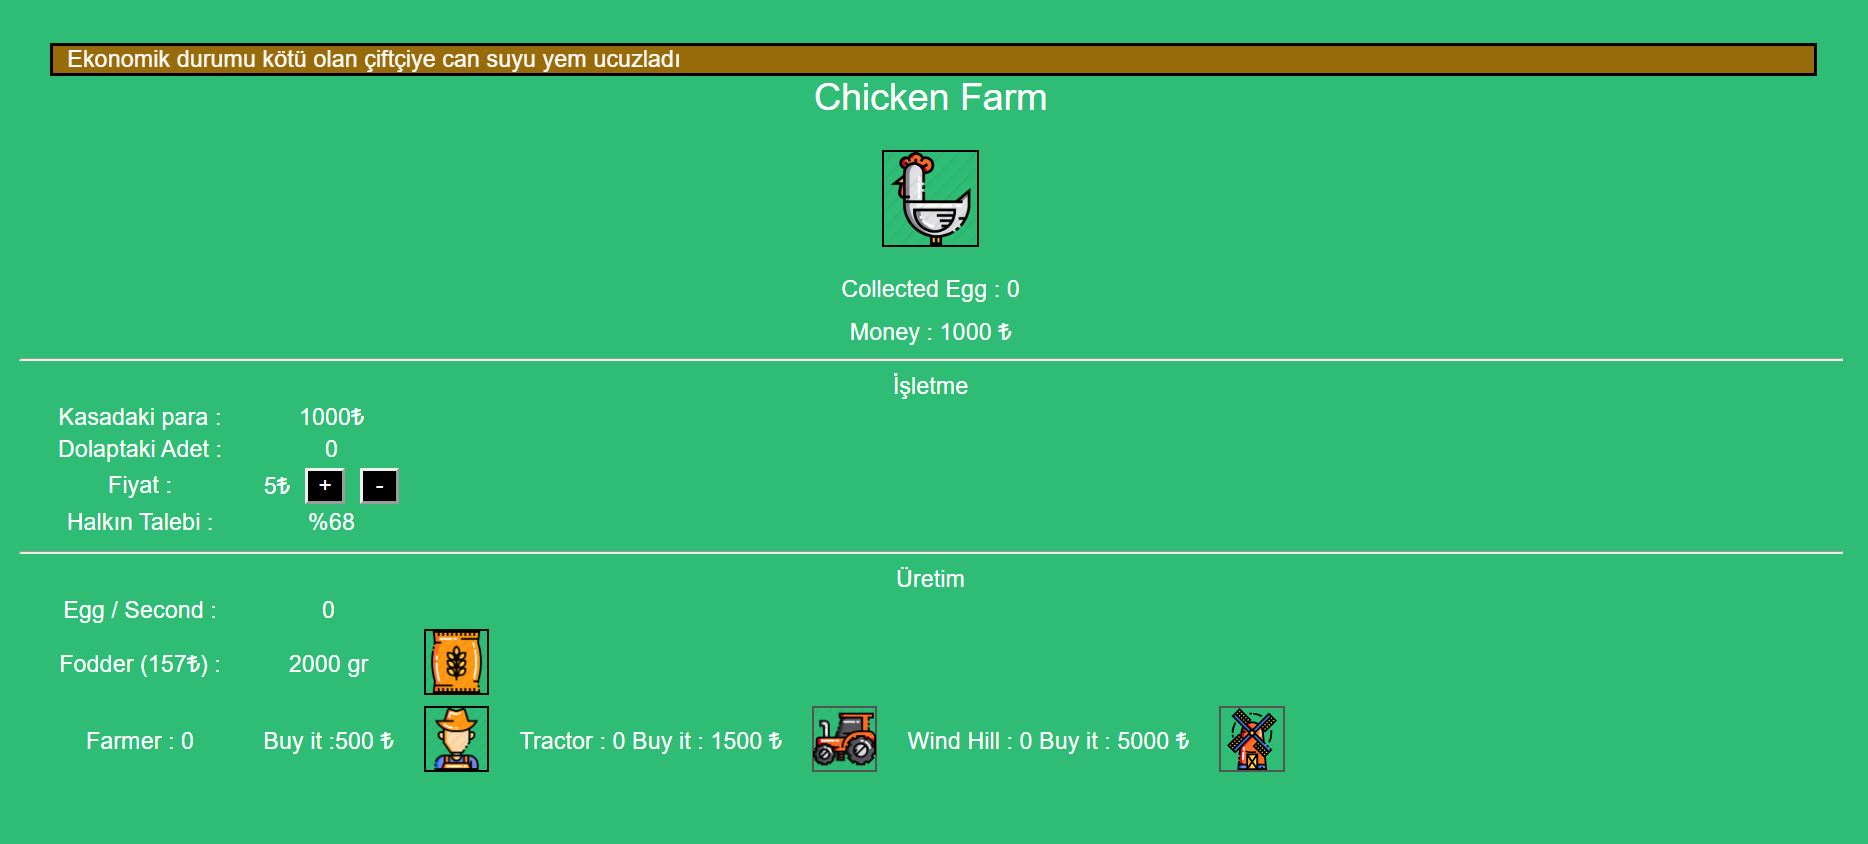 Ekonomik durumu kötü olan çiftçiye can suyu yem ucuzladı
Chicken Farm
Collected Egg : 0
Money : 1000 ₺
İşletme
Kasadaki para : 1000₺
Dolaptaki Adet : 0
Fiyat : 5₺ + -
Halkın Talebi : %68
Üretim
Egg / Second : 0
Fodder (157₺) : 2000 gr
Farmer : 0 Buy it :500 ₺ Tractor : 0 Buy it : 1500 ₺ Wind Hill : 0 Buy it : 5000 ₺